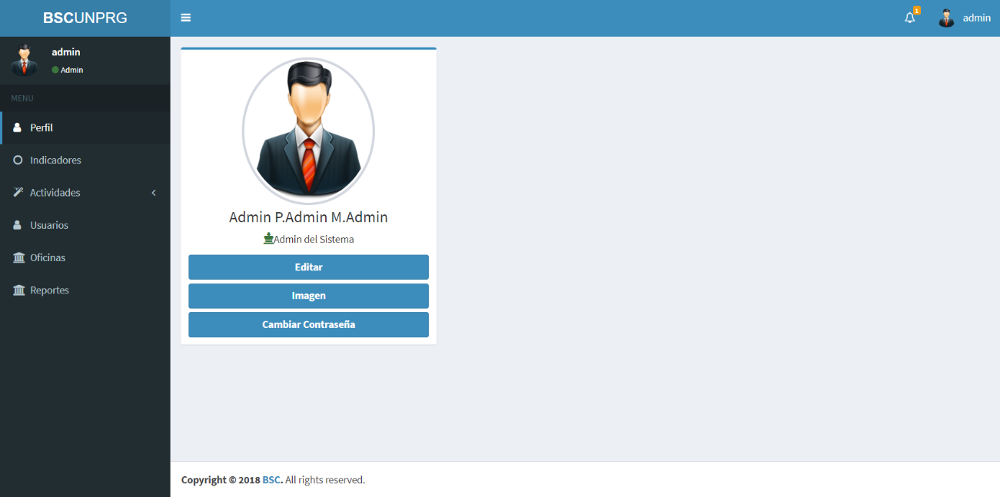 BSCUNPRG
1
admin
admin
Admin
MENU
Perfil
Indicadores
Actividades
Usuarios
Oficinas
Reportes
Admin P.Admin M.Admin
Admin del Sistema
Editar
Imagen
Cambiar Contraseña
Copyright © 2018 BSC. All rights reserved.